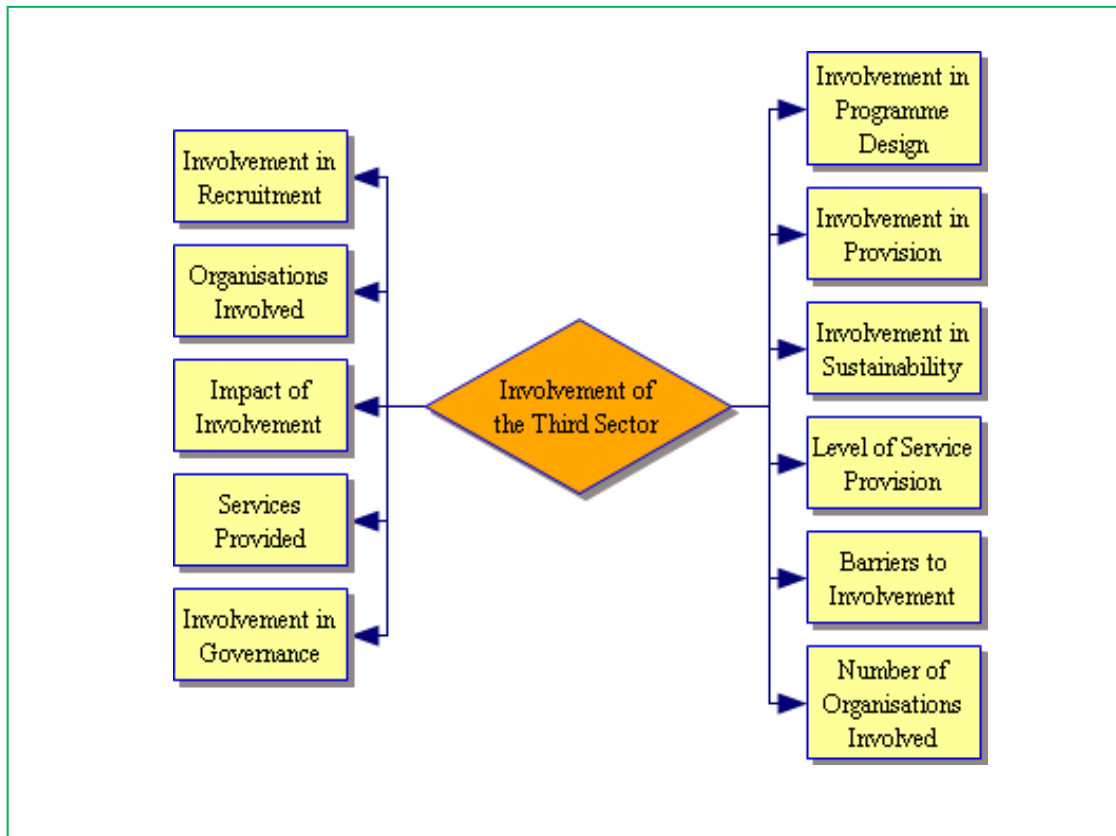 Involvement in
Recruitment
Organisations
Involved
Impact of
Involvement
Services
Provided
Involvement in
Governance
Involvement of
the Third Sector
Involvement in
Programme
Design
Involvement in
Provision
Involvement in
Sustainability
Level of Service
Provision
Barriers to
Involvement
Number of
Organisations
Involved